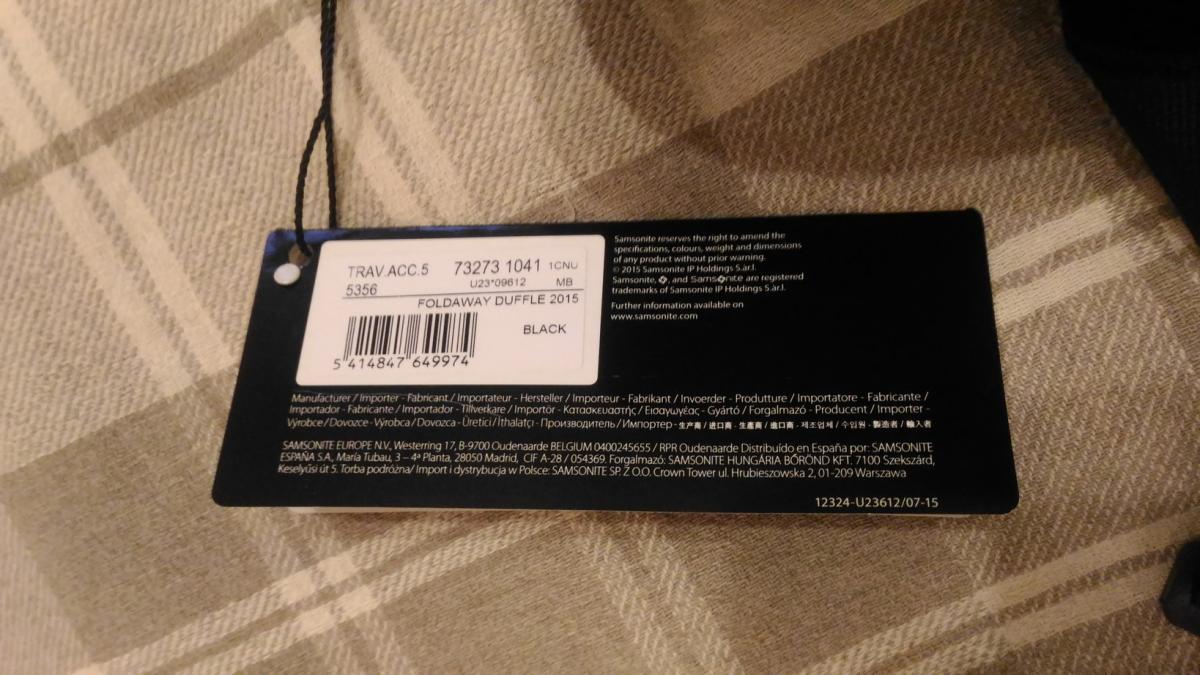 TRAV.ACC.5 73273 1041 1CNU
5356 U23*09612 MB
FOLDAWAY DUFFLE 2015
BLACK
5 414847 649974
Samsonite reserves the right to amend the
specifications, colours, weight and dimensions
of any product without prior warning.
© 2015 Samsonite IP Holdings S.àr.l.
Samsonite, and Samsonite are registered
trademarks of Samsonite IP Holdings S.àr.l.
Further information available on
www.samsonite.com
Manufacturer / Importer - Fabricant / Importateur - Hersteller / Importeur - Fabrikant / Invoerder - Produttore / Importatore - Fabricante /
Importador - Fabricante / Importador - Tillverkare / Importör - Κατασκευαστής / Εισαγωγέας - Gyártó / Forgalmazó - Producent / Importer -
Výrobce / Dovozce - Výrobca / Dovozca - Üretici / İthalatçı - Производитель / Импортер - 生产商 / 进口商 - 生產商 / 進口商 - 제조업체 / 수입원 - 製造者 / 輸入者
SAMSONITE EUROPE N.V., Westerring 17, B-9700 Oudenaarde BELGIUM 0400245655 / RPR Oudenaarde Distribuído en España por: SAMSONITE
ESPAÑA S.A., María Tubau, 3 – 4ª Planta, 28050 Madrid, CIF A-28 / 054369. Forgalmazó: SAMSONITE HUNGÁRIA BŐRÖND KFT. 7100 Szekszárd,
Keselyűsi út 5. Torba podróżna/ Import i dystrybucja w Polsce: SAMSONITE SP. Z O.O. Crown Tower ul. Hrubieszowska 2, 01-209 Warszawa
12324-U23612/07-15